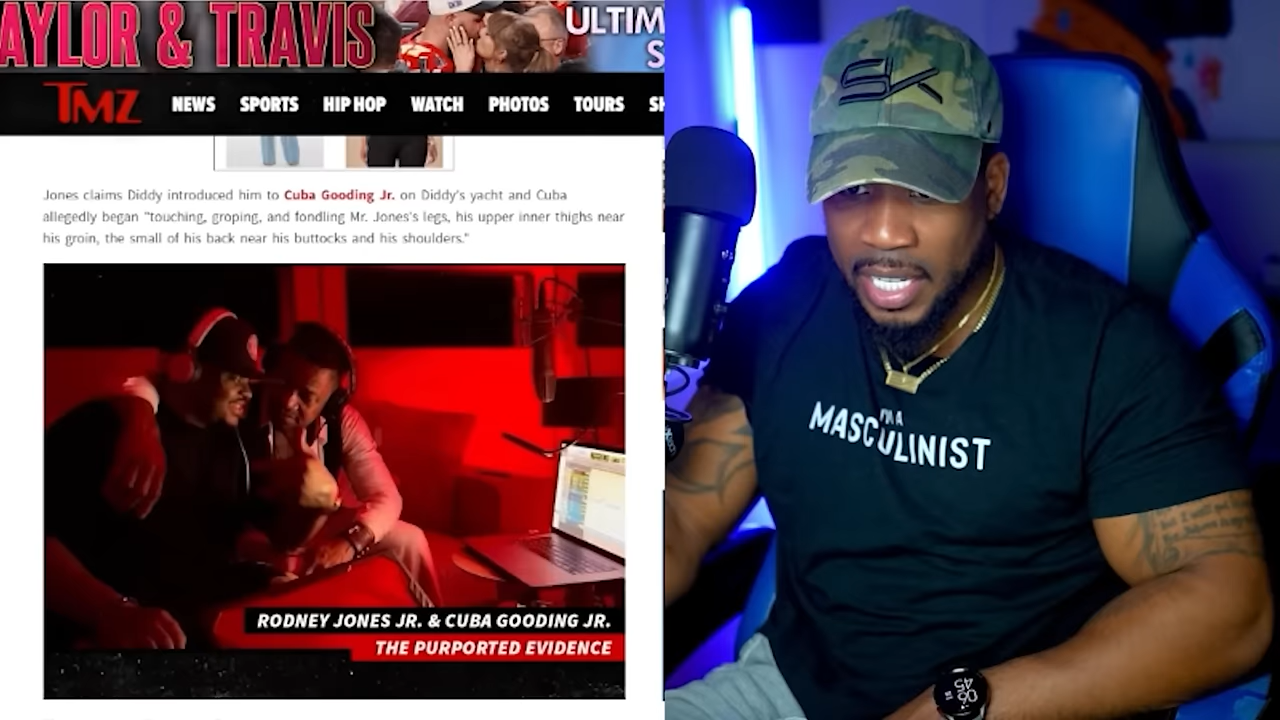 AYLOR & TRAVIS
ULTIM
S
TMZ
NEWS SPORTS HIP HOP WATCH PHOTOS TOURS SH
Jones claims Diddy introduced him to Cuba Gooding Jr. on Diddy's yacht and Cuba
allegedly began "touching, groping, and fondling Mr. Jones's legs, his upper inner thighs near
his groin, the small of his back near his buttocks and his shoulders."
RODNEY JONES JR. & CUBA GOODING JR.
THE PURPORTED EVIDENCE
SK
I'M A
MASCULINIST